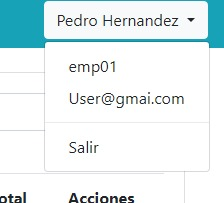 Pedro Hernandez
emp01
User@gmai.com
Salir
otal Acciones